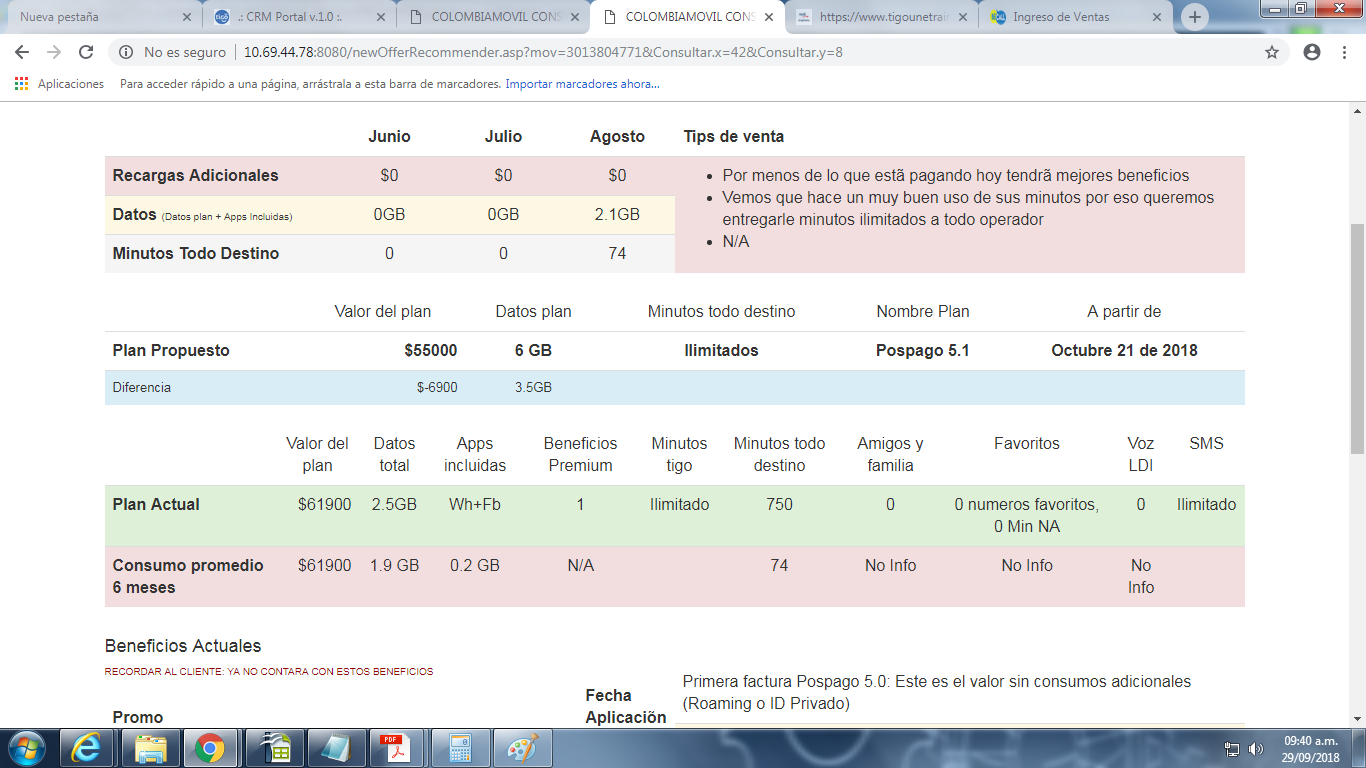 Nueva pestaña
.: CRM Portal v.1.0 :.
COLOMBIAMOVIL CONS
COLOMBIAMOVIL CONS
https://www.tigounetrain
Ingreso de Ventas
No es seguro
10.69.44.78:8080/newOfferRecommender.asp?mov=3013804771&Consultar.x=42&Consultar.y=8
Aplicaciones
Para acceder rápido a una página, arrástrala a esta barra de marcadores. Importar marcadores ahora...
Junio Julio Agosto Tips de venta
Recargas Adicionales $0 $0 $0
Datos (Datos plan + Apps Incluidas) 0GB 0GB 2.1GB
Minutos Todo Destino 0 0 74
• Por menos de lo que estã pagando hoy tendrã mejores beneficios
• Vemos que hace un muy buen uso de sus minutos por eso queremos
entregarle minutos ilimitados a todo operador
• N/A
Valor del plan Datos plan Minutos todo destino Nombre Plan A partir de
Plan Propuesto $55000 6 GB Ilimitados Pospago 5.1 Octubre 21 de 2018
Diferencia $-6900 3.5GB
Valor del Datos Apps Beneficios Minutos Minutos todo Amigos y Favoritos Voz SMS
plan total incluidas Premium tigo destino familia LDI
Plan Actual $61900 2.5GB Wh+Fb 1 Ilimitado 750 0 0 numeros favoritos, 0 Ilimitado
0 Min NA
Consumo promedio $61900 1.9 GB 0.2 GB N/A 74 No Info No Info No
6 meses Info
Beneficios Actuales
RECORDAR AL CLIENTE: YA NO CONTARA CON ESTOS BENEFICIOS
Promo
Fecha
Aplicación
Primera factura Pospago 5.0: Este es el valor sin consumos adicionales
(Roaming o ID Privado)
PDF
09:40 a.m.
29/09/2018